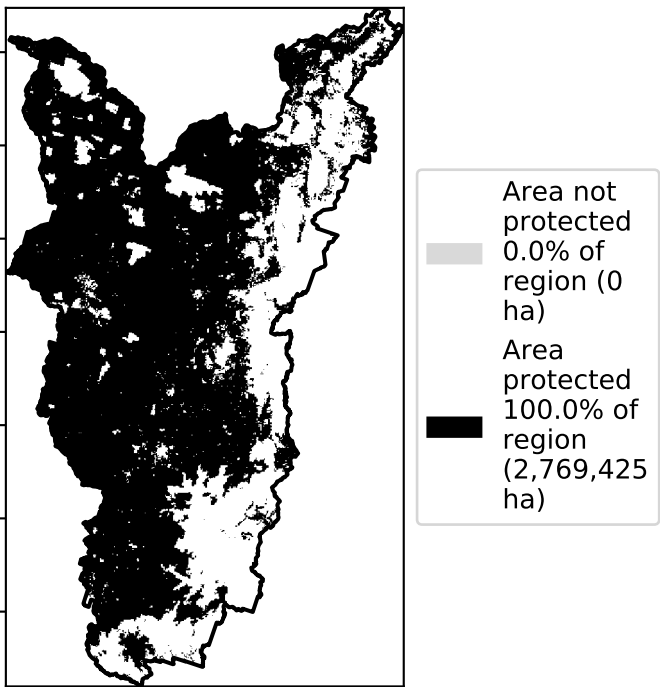 Area not
protected
0.0% of
region (0
ha)
Area
protected
100.0% of
region
(2,769,425
ha)